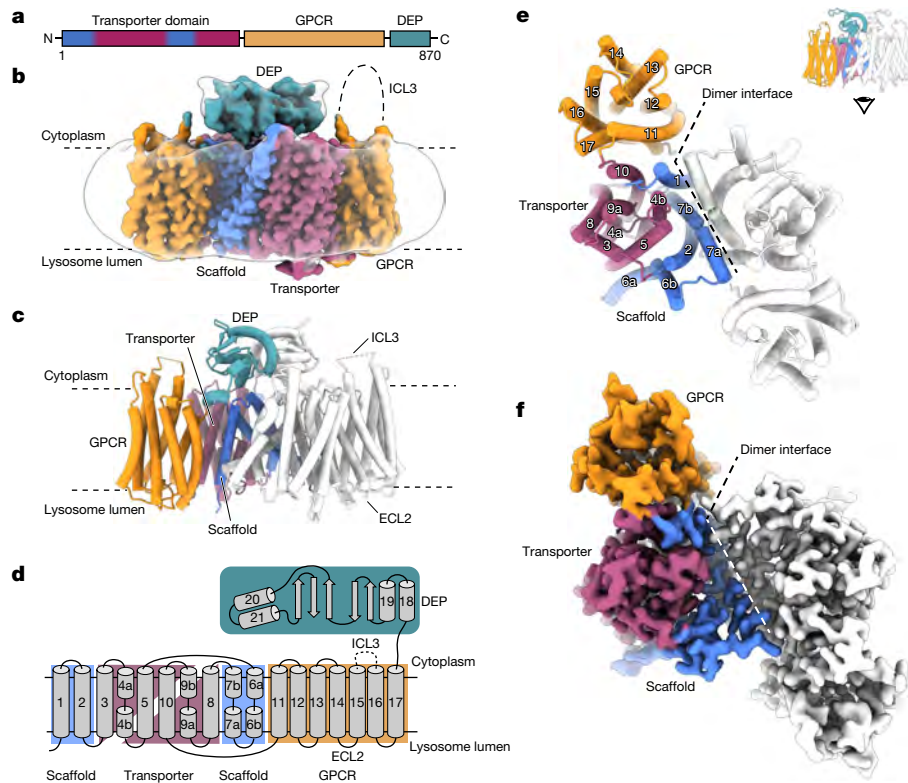 a
Transporter domain
GPCR
DEP
N
C
1
870
b
DEP
ICL3
Cytoplasm
Lysosome lumen
Scaffold
Transporter
GPCR
c
DEP
Transporter
ICL3
Cytoplasm
GPCR
Lysosome lumen
Scaffold
ECL2
d
20
21
19
18
DEP
ICL3
Cytoplasm
1
2
3
4a
5
10
9b
8
7b
6a
11
12
13
14
15
16
17
4b
9a
7a
6b
Lysosome lumen
ECL2
Scaffold
Transporter
Scaffold
GPCR
e
14
13
GPCR
15
12
Dimer interface
16
11
17
10
1
Transporter
9a
4b
7b
8
4a
3
5
2
7a
6a
6b
Scaffold
f
GPCR
Dimer interface
Transporter
Scaffold